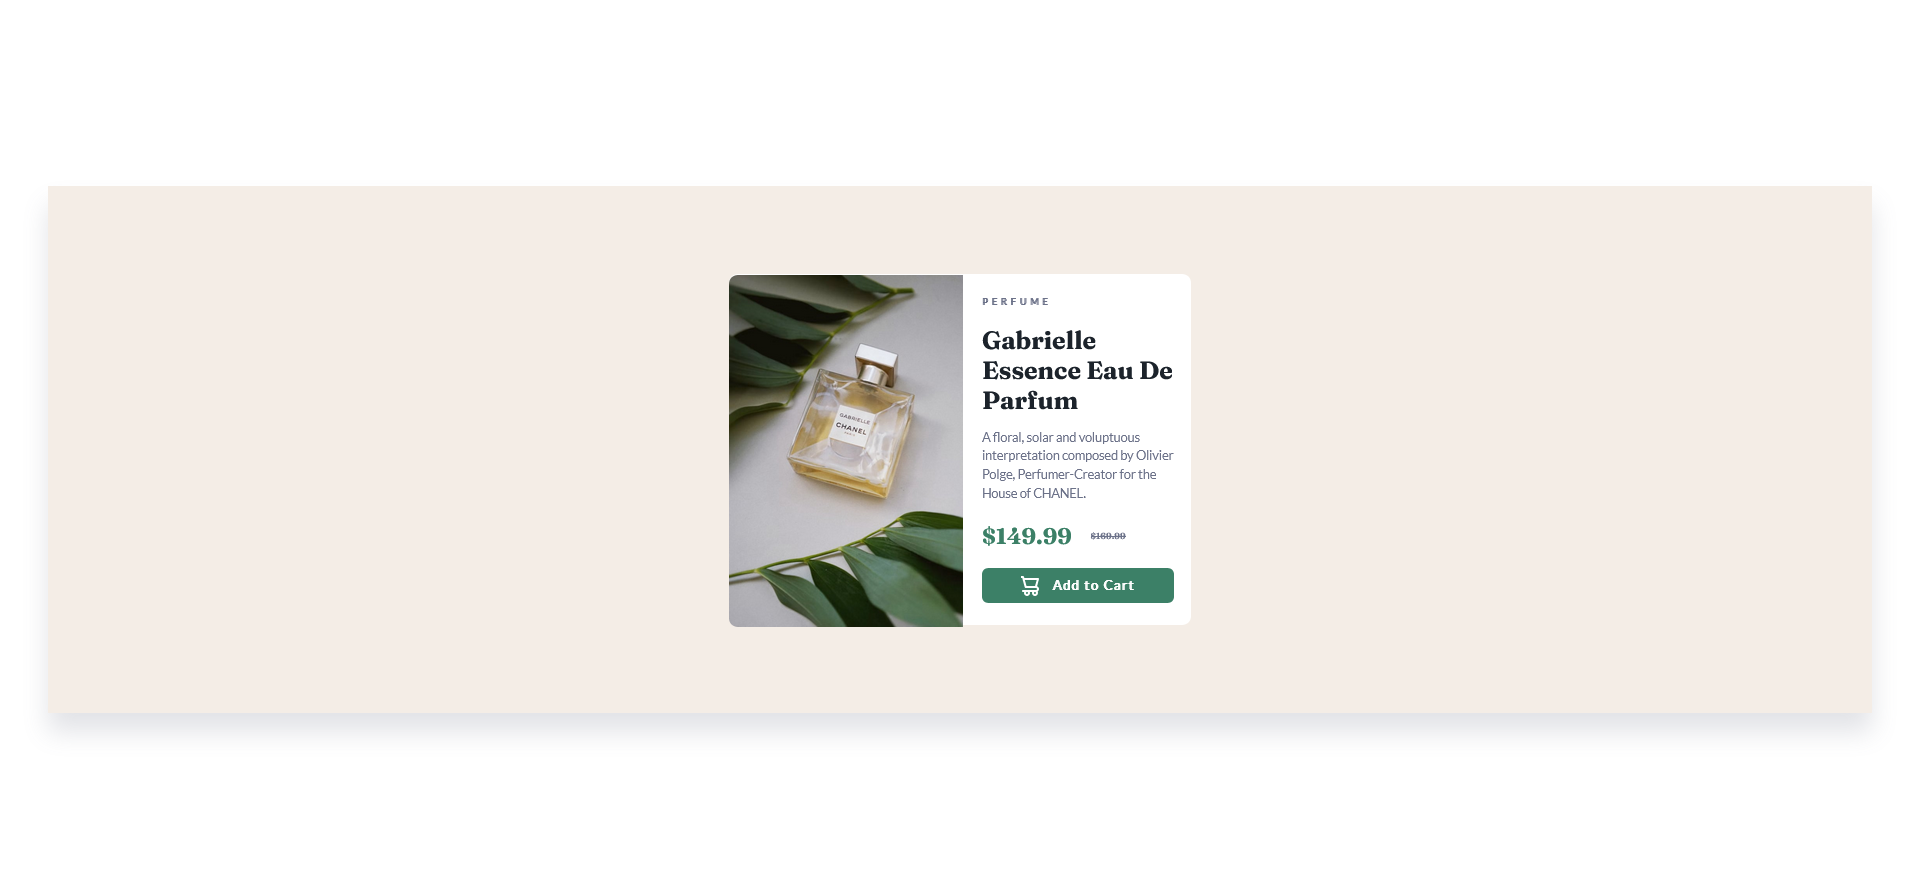 PERFUME
Gabrielle
Essence Eau De
Parfum
A floral, solar and voluptuous
interpretation composed by Olivier
Polge, Perfumer-Creator for the
House of CHANEL.
$149.99 $169.99
Add to Cart
GABRIELLE
CHANEL
PARIS